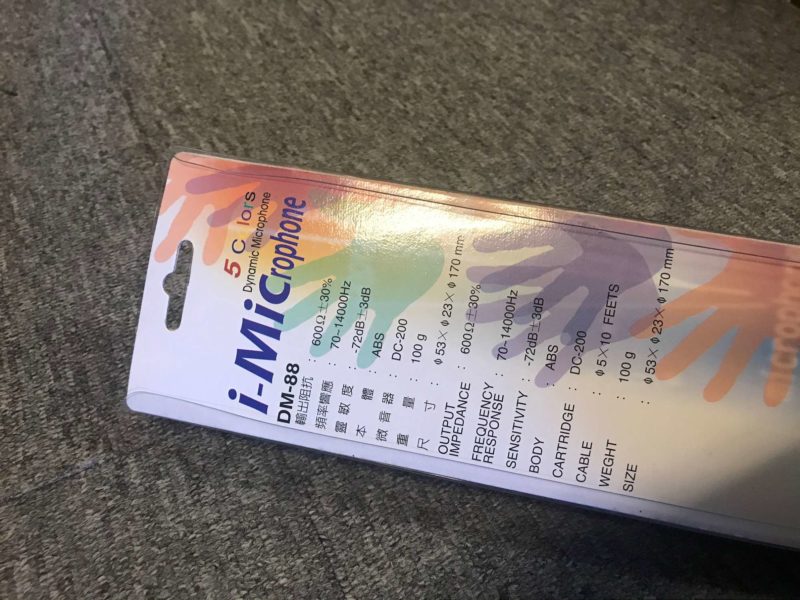 5 Colors
Dynamic Microphone
i-MiCrophone
DM-88
輸出阻抗 : 600Ω±30%
頻率響應 : 70~14000Hz
靈敏度 : -72dB±3dB
本體 : ABS
微音器 : DC-200
重量 : 100 g
尺寸 : φ53×φ23×φ170 mm
OUTPUT
IMPEDANCE : 600Ω±30%
FREQUENCY
RESPONSE : 70~14000Hz
SENSITIVITY : -72dB±3dB
BODY : ABS
CARTRIDGE : DC-200
CABLE : φ5×10 FEETS
WEGHT : 100 g
SIZE : φ53×φ23×φ170 mm
icrophone